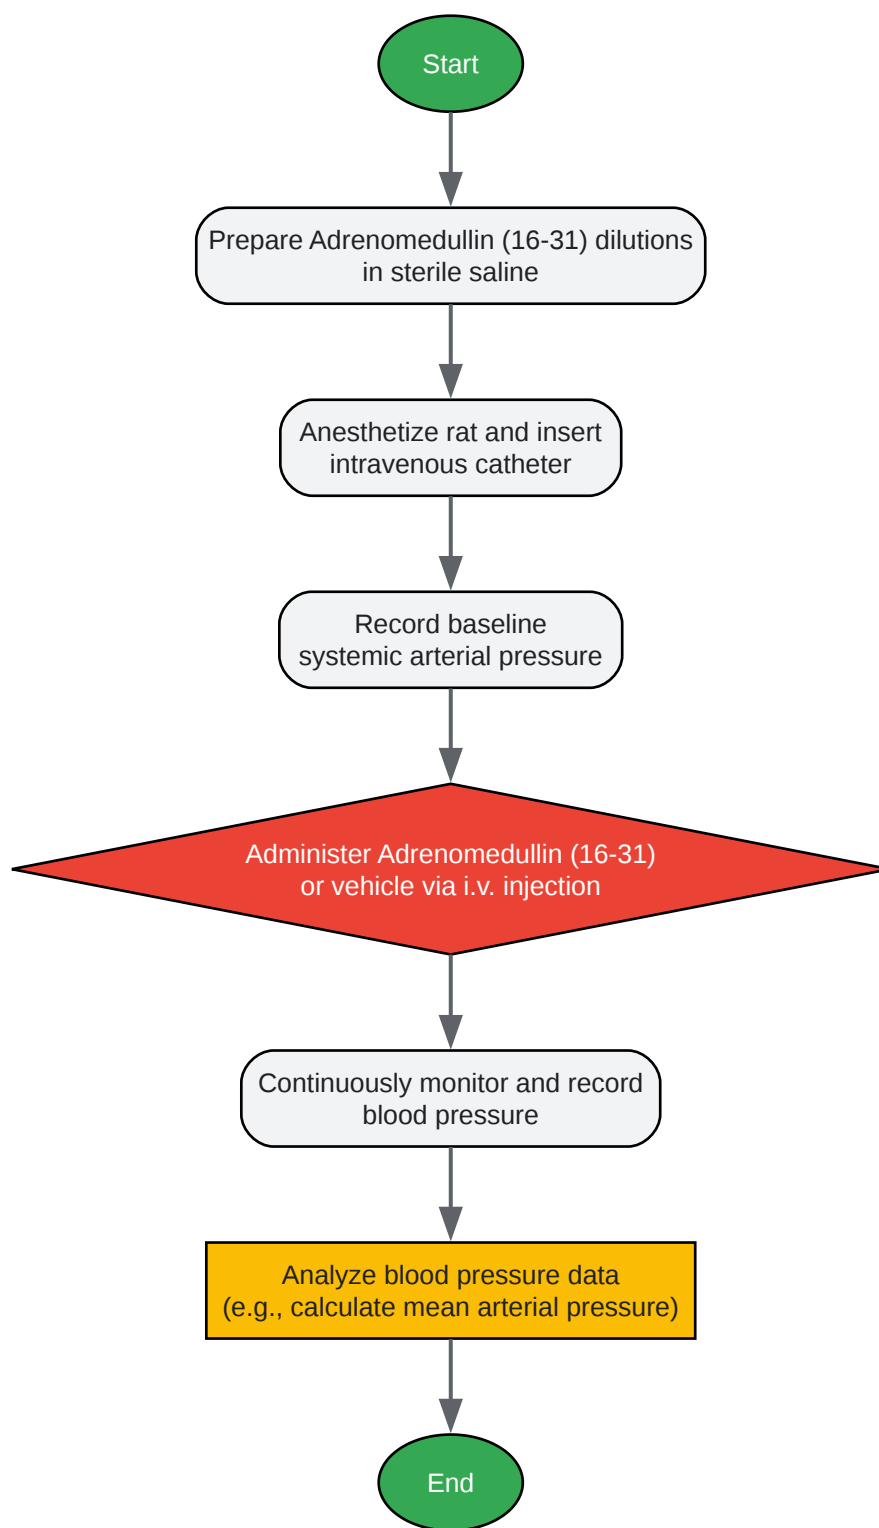 Start
Prepare Adrenomedullin (16-31) dilutions
in sterile saline
Anesthetize rat and insert
intravenous catheter
Record baseline
systemic arterial pressure
Administer Adrenomedullin (16-31)
or vehicle via i.v. injection
Continuously monitor and record
blood pressure
Analyze blood pressure data
(e.g., calculate mean arterial pressure)
End